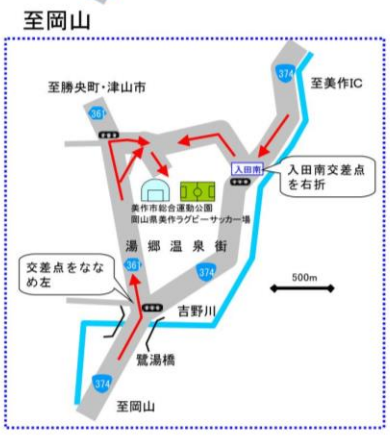 至岡山
374
至勝央町・津山市
至美作IC
361
入田南
入田南交差点
を右折
美作市総合運動公園
岡山県美作ラグビーサッカー場
湯郷温泉街
交差点をなな
め左
361
374
500m
吉野川
鷺湯橋
374
至岡山